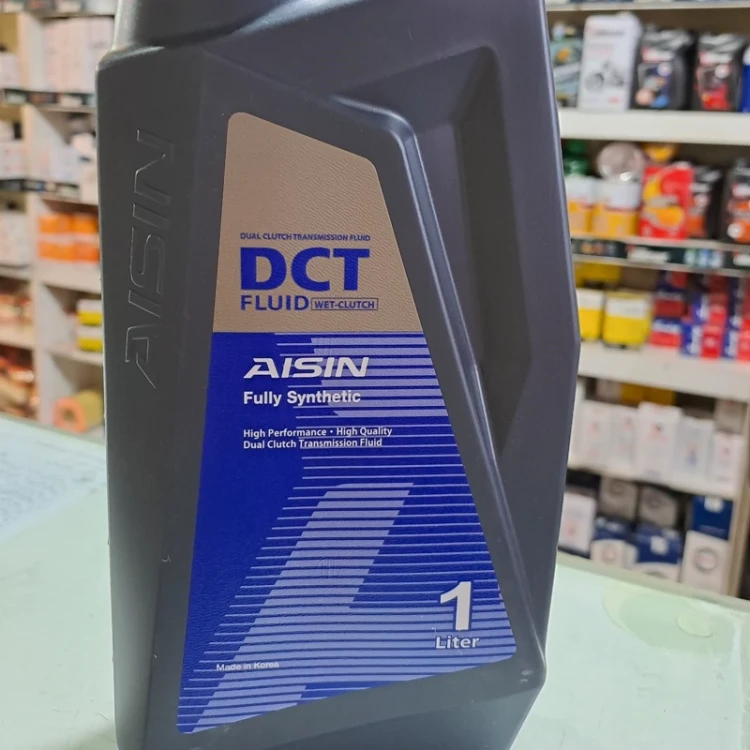 AISIN
DUAL CLUTCH TRANSMISSION FLUID
DCT
FLUID WET-CLUTCH
AISIN
Fully Synthetic
High Performance • High Quality
Dual Clutch Transmission Fluid
1
Liter
Made in Korea